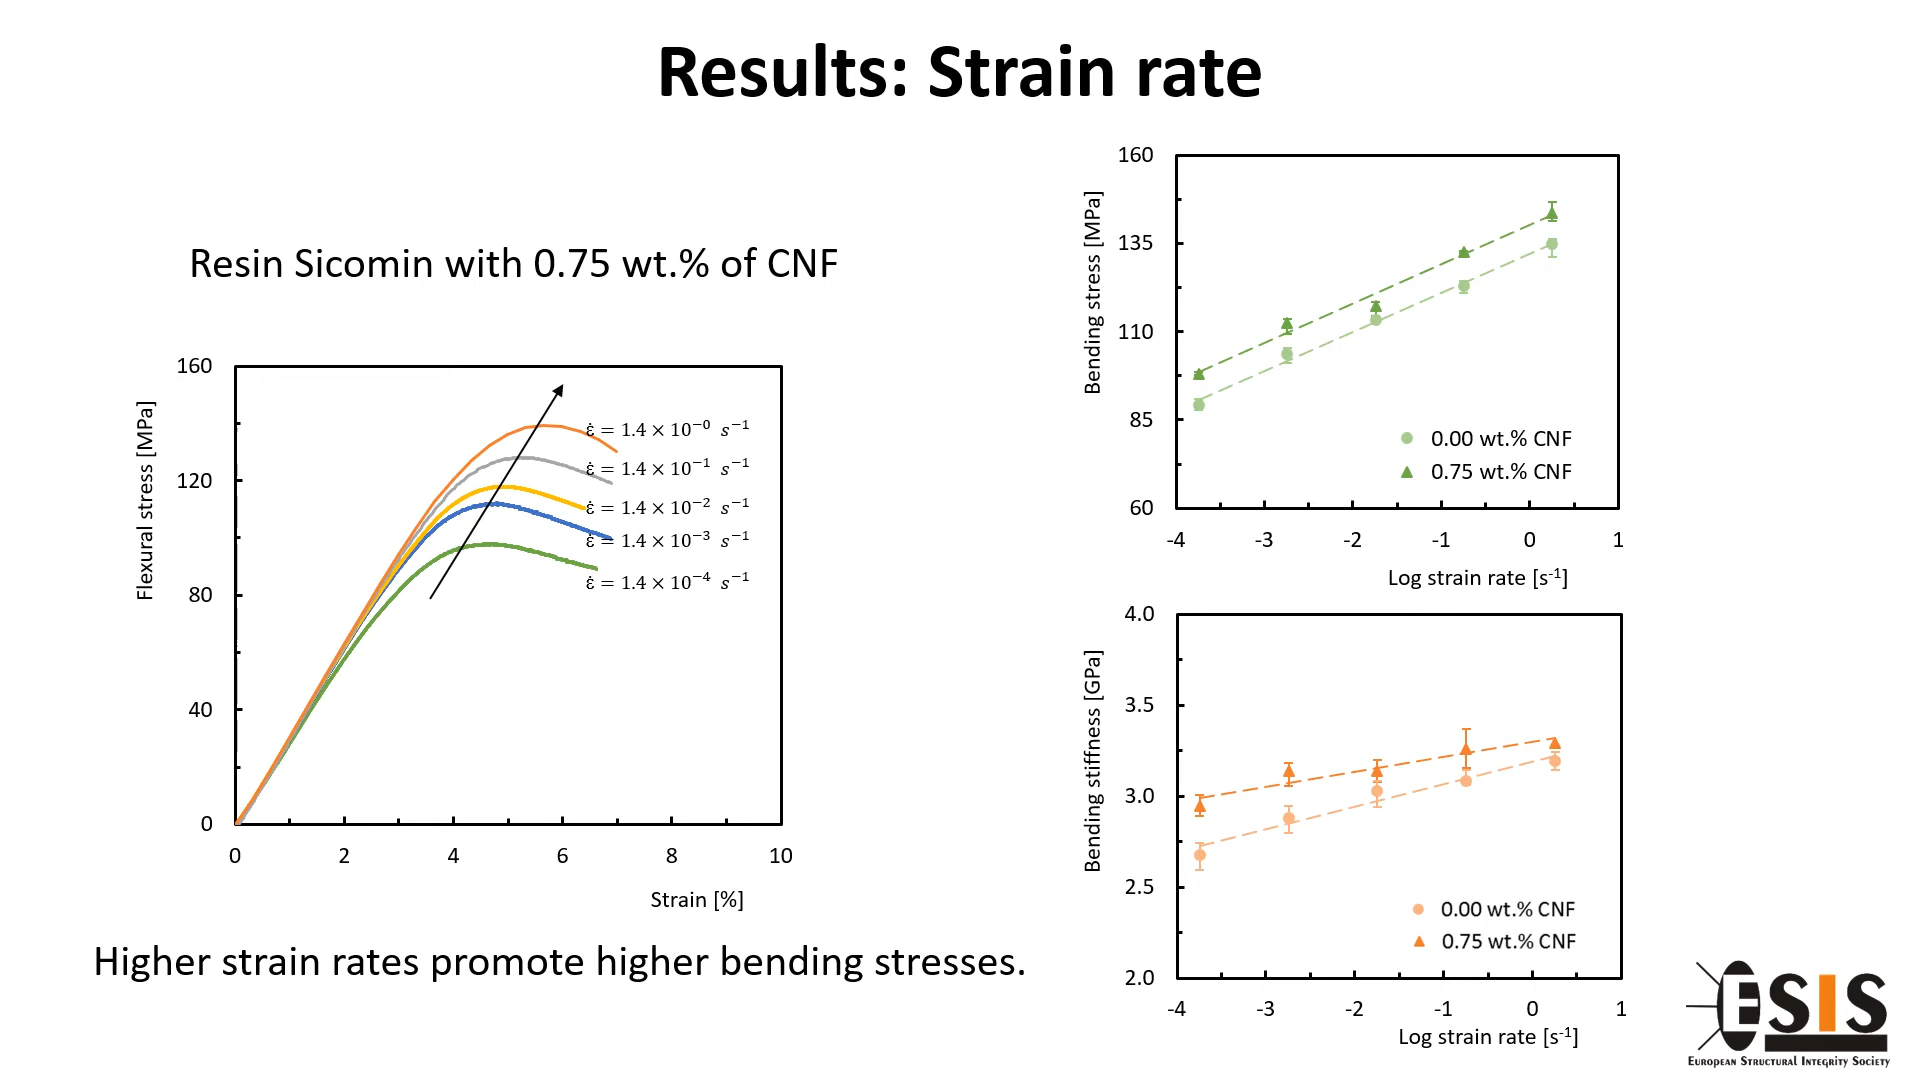 Results: Strain rate
Resin Sicomin with 0.75 wt.% of CNF
Flexural stress [MPa]
160
120
80
40
0
0 2 4 6 8 10
Strain [%]
ε̇ = 1.4 × 10⁻⁰ s⁻¹
ε̇ = 1.4 × 10⁻¹ s⁻¹
ε̇ = 1.4 × 10⁻² s⁻¹
ε̇ = 1.4 × 10⁻³ s⁻¹
ε̇ = 1.4 × 10⁻⁴ s⁻¹
Higher strain rates promote higher bending stresses.
Bending stress [MPa]
160
135
110
85
60
0.00 wt.% CNF
0.75 wt.% CNF
-4 -3 -2 -1 0 1
Log strain rate [s⁻¹]
Bending stiffness [GPa]
4.0
3.5
3.0
2.5
2.0
0.00 wt.% CNF
0.75 wt.% CNF
-4 -3 -2 -1 0 1
Log strain rate [s⁻¹]
ESIS
European Structural Integrity Society